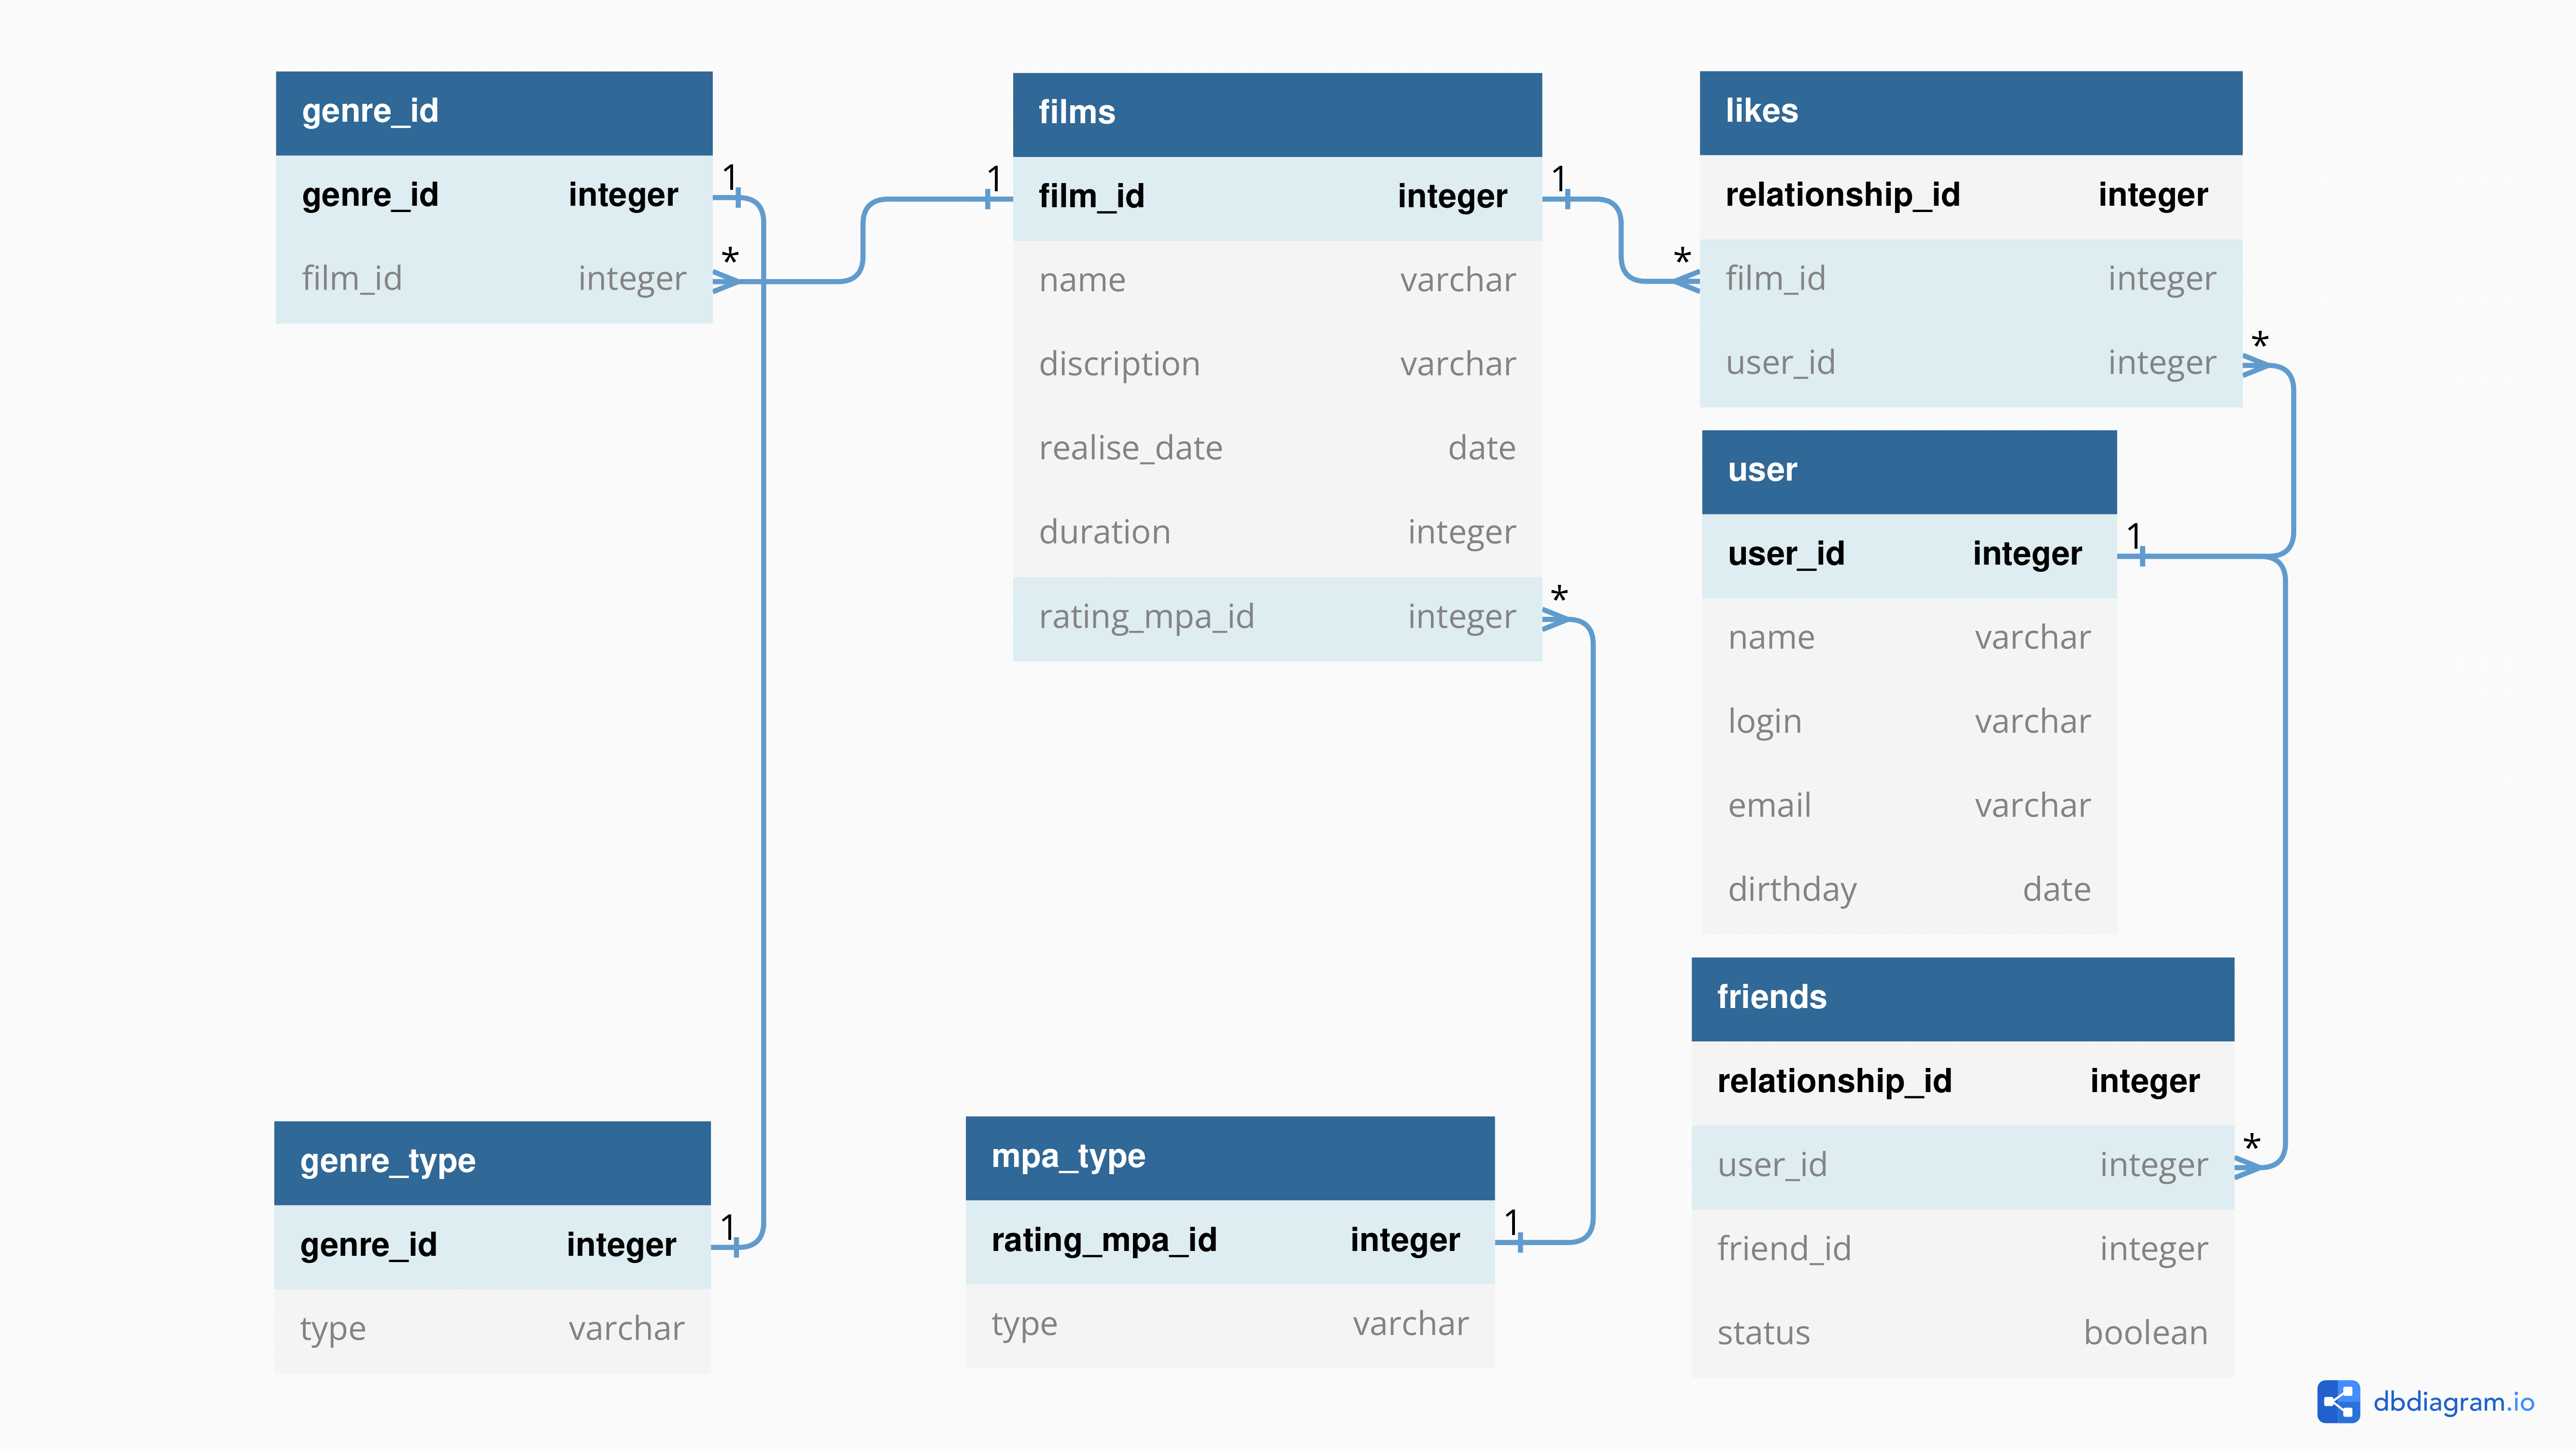 genre_id
genre_id integer
1
film_id integer
*
films
1
film_id integer
1
name varchar
discription varchar
realise_date date
duration integer
rating_mpa_id integer
*
likes
relationship_id integer
*
film_id integer
user_id integer
*
user
user_id integer
1
name varchar
login varchar
email varchar
dirthday date
friends
relationship_id integer
user_id integer
*
friend_id integer
status boolean
genre_type
genre_id integer
1
type varchar
mpa_type
rating_mpa_id integer
1
type varchar
dbdiagram.io